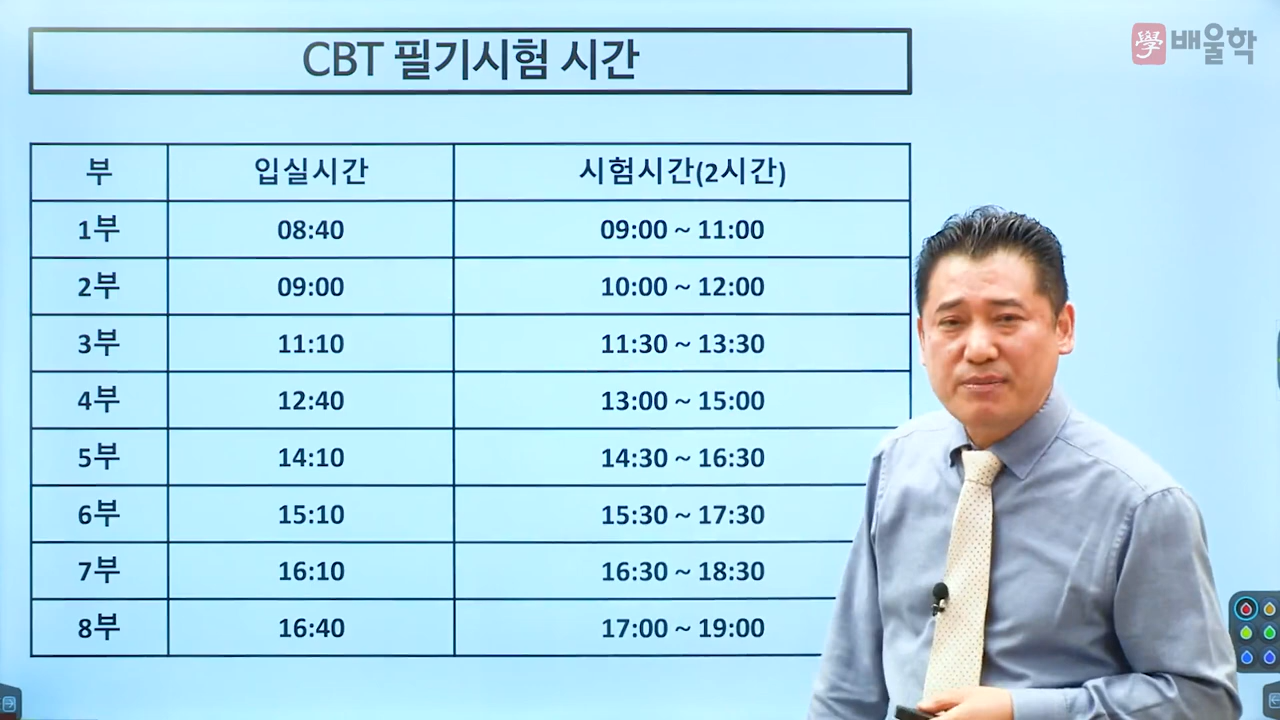 CBT 필기시험 시간
學 배울학
부 입실시간 시험시간(2시간)
1부 08:40 09:00 ~ 11:00
2부 09:00 10:00 ~ 12:00
3부 11:10 11:30 ~ 13:30
4부 12:40 13:00 ~ 15:00
5부 14:10 14:30 ~ 16:30
6부 15:10 15:30 ~ 17:30
7부 16:10 16:30 ~ 18:30
8부 16:40 17:00 ~ 19:00